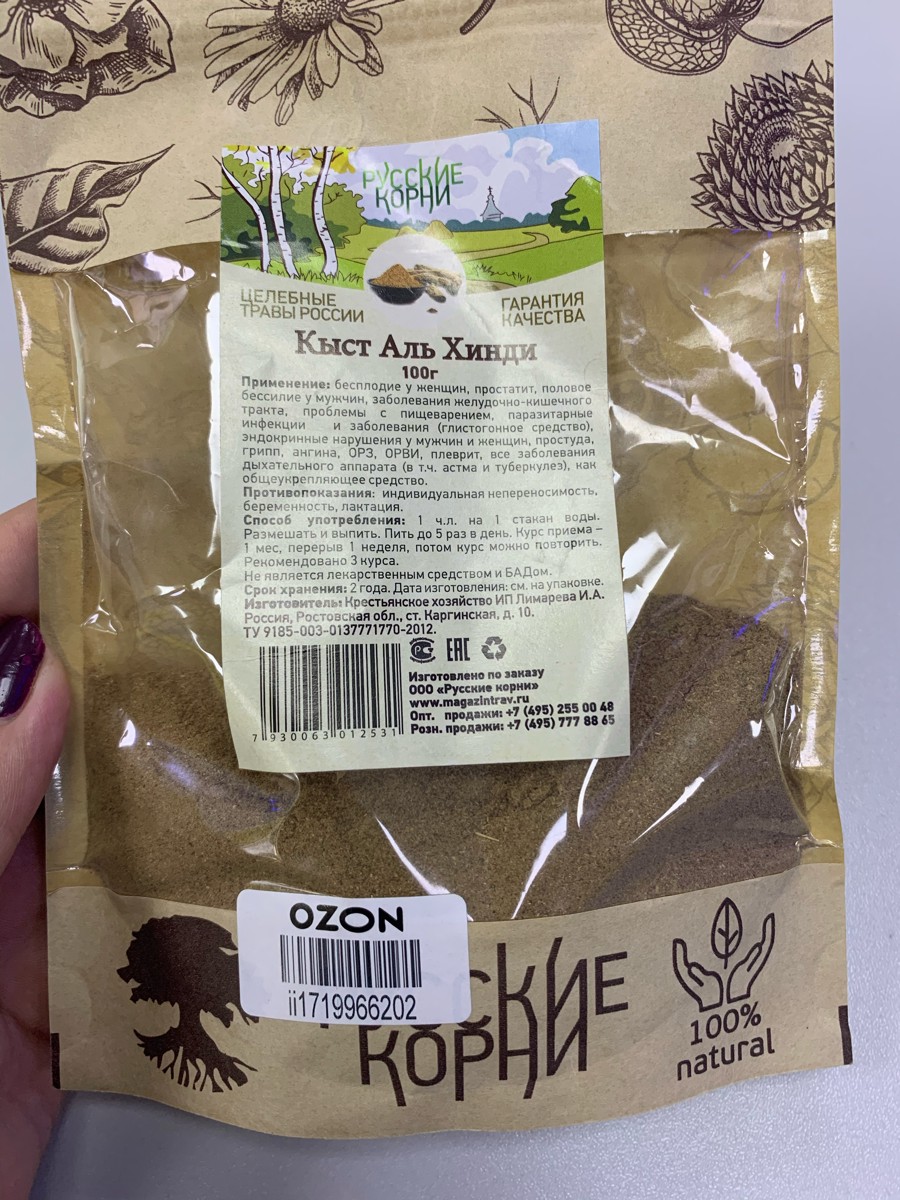 РУССКИЕ
КОРНИ
ЦЕЛЕБНЫЕ
ТРАВЫ РОССИИ
ГАРАНТИЯ
КАЧЕСТВА
Кыст Аль Хинди
100г
Применение: бесплодие у женщин, простатит, половое
бессилие у мужчин, заболевания желудочно-кишечного
тракта, проблемы с пищеварением, паразитарные
инфекции и заболевания (глистогонное средство),
эндокринные нарушения у мужчин и женщин, простуда,
грипп, ангина, ОРЗ, ОРВИ, плеврит, все заболевания
дыхательного аппарата (в т.ч. астма и туберкулез), как
общеукрепляющее средство.
Противопоказания: индивидуальная непереносимость,
беременность, лактация.
Способ употребления: 1 ч.л. на 1 стакан воды.
Размешать и выпить. Пить до 5 раз в день. Курс приема –
1 мес, перерыв 1 неделя, потом курс можно повторить.
Рекомендовано 3 курса.
Не является лекарственным средством и БАДом.
Срок хранения: 2 года. Дата изготовления: см. на упаковке.
Изготовитель: Крестьянское хозяйство ИП Лимарева И.А.
Россия, Ростовская обл., ст. Каргинская, д. 10.
ТУ 9185-003-0137771770-2012.
РС ЕАС
Изготовлено по заказу
ООО «Русские корни»
www.magazintrav.ru
Опт. продажи: +7 (495) 255 00 48
Розн. продажи: +7 (495) 777 88 65
7 930063 012531
OZON
ii1719966202
РУССКИЕ
КОРНИ
100%
natural